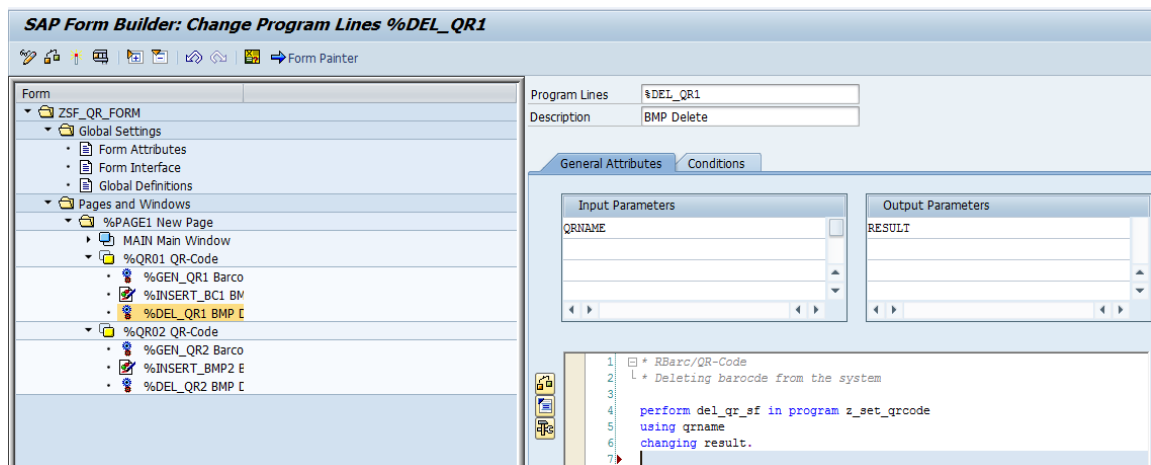 SAP Form Builder: Change Program Lines %DEL_QR1
Form Painter
Form
ZSF_QR_FORM
Global Settings
Form Attributes
Form Interface
Global Definitions
Pages and Windows
%PAGE1 New Page
MAIN Main Window
%QR01 QR-Code
%GEN_QR1 Barco
%INSERT_BC1 BM
%DEL_QR1 BMP D
%QR02 QR-Code
%GEN_QR2 Barco
%INSERT_BMP2 E
%DEL_QR2 BMP D
Program Lines %DEL_QR1
Description BMP Delete
General Attributes Conditions
Input Parameters Output Parameters
QRNAME RESULT
1 * RBarc/QR-Code
2 * Deleting barocde from the system
3
4 perform del_qr_sf in program z_set_qrcode
5 using qrname
6 changing result.
7